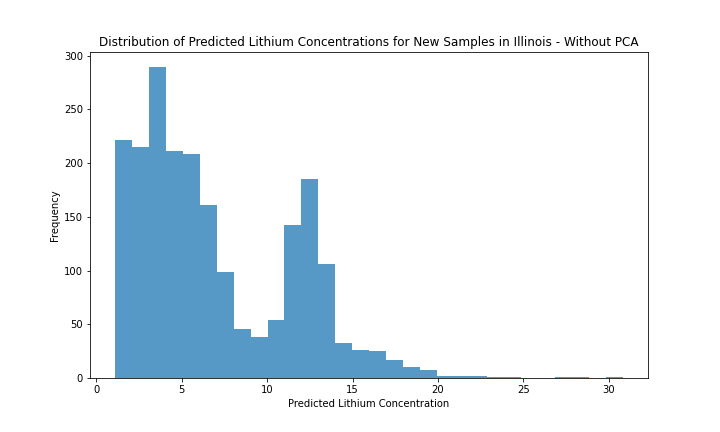 Distribution of Predicted Lithium Concentrations for New Samples in Illinois - Without PCA
300
250
200
150
100
50
0
Frequency
0 5 10 15 20 25 30
Predicted Lithium Concentration